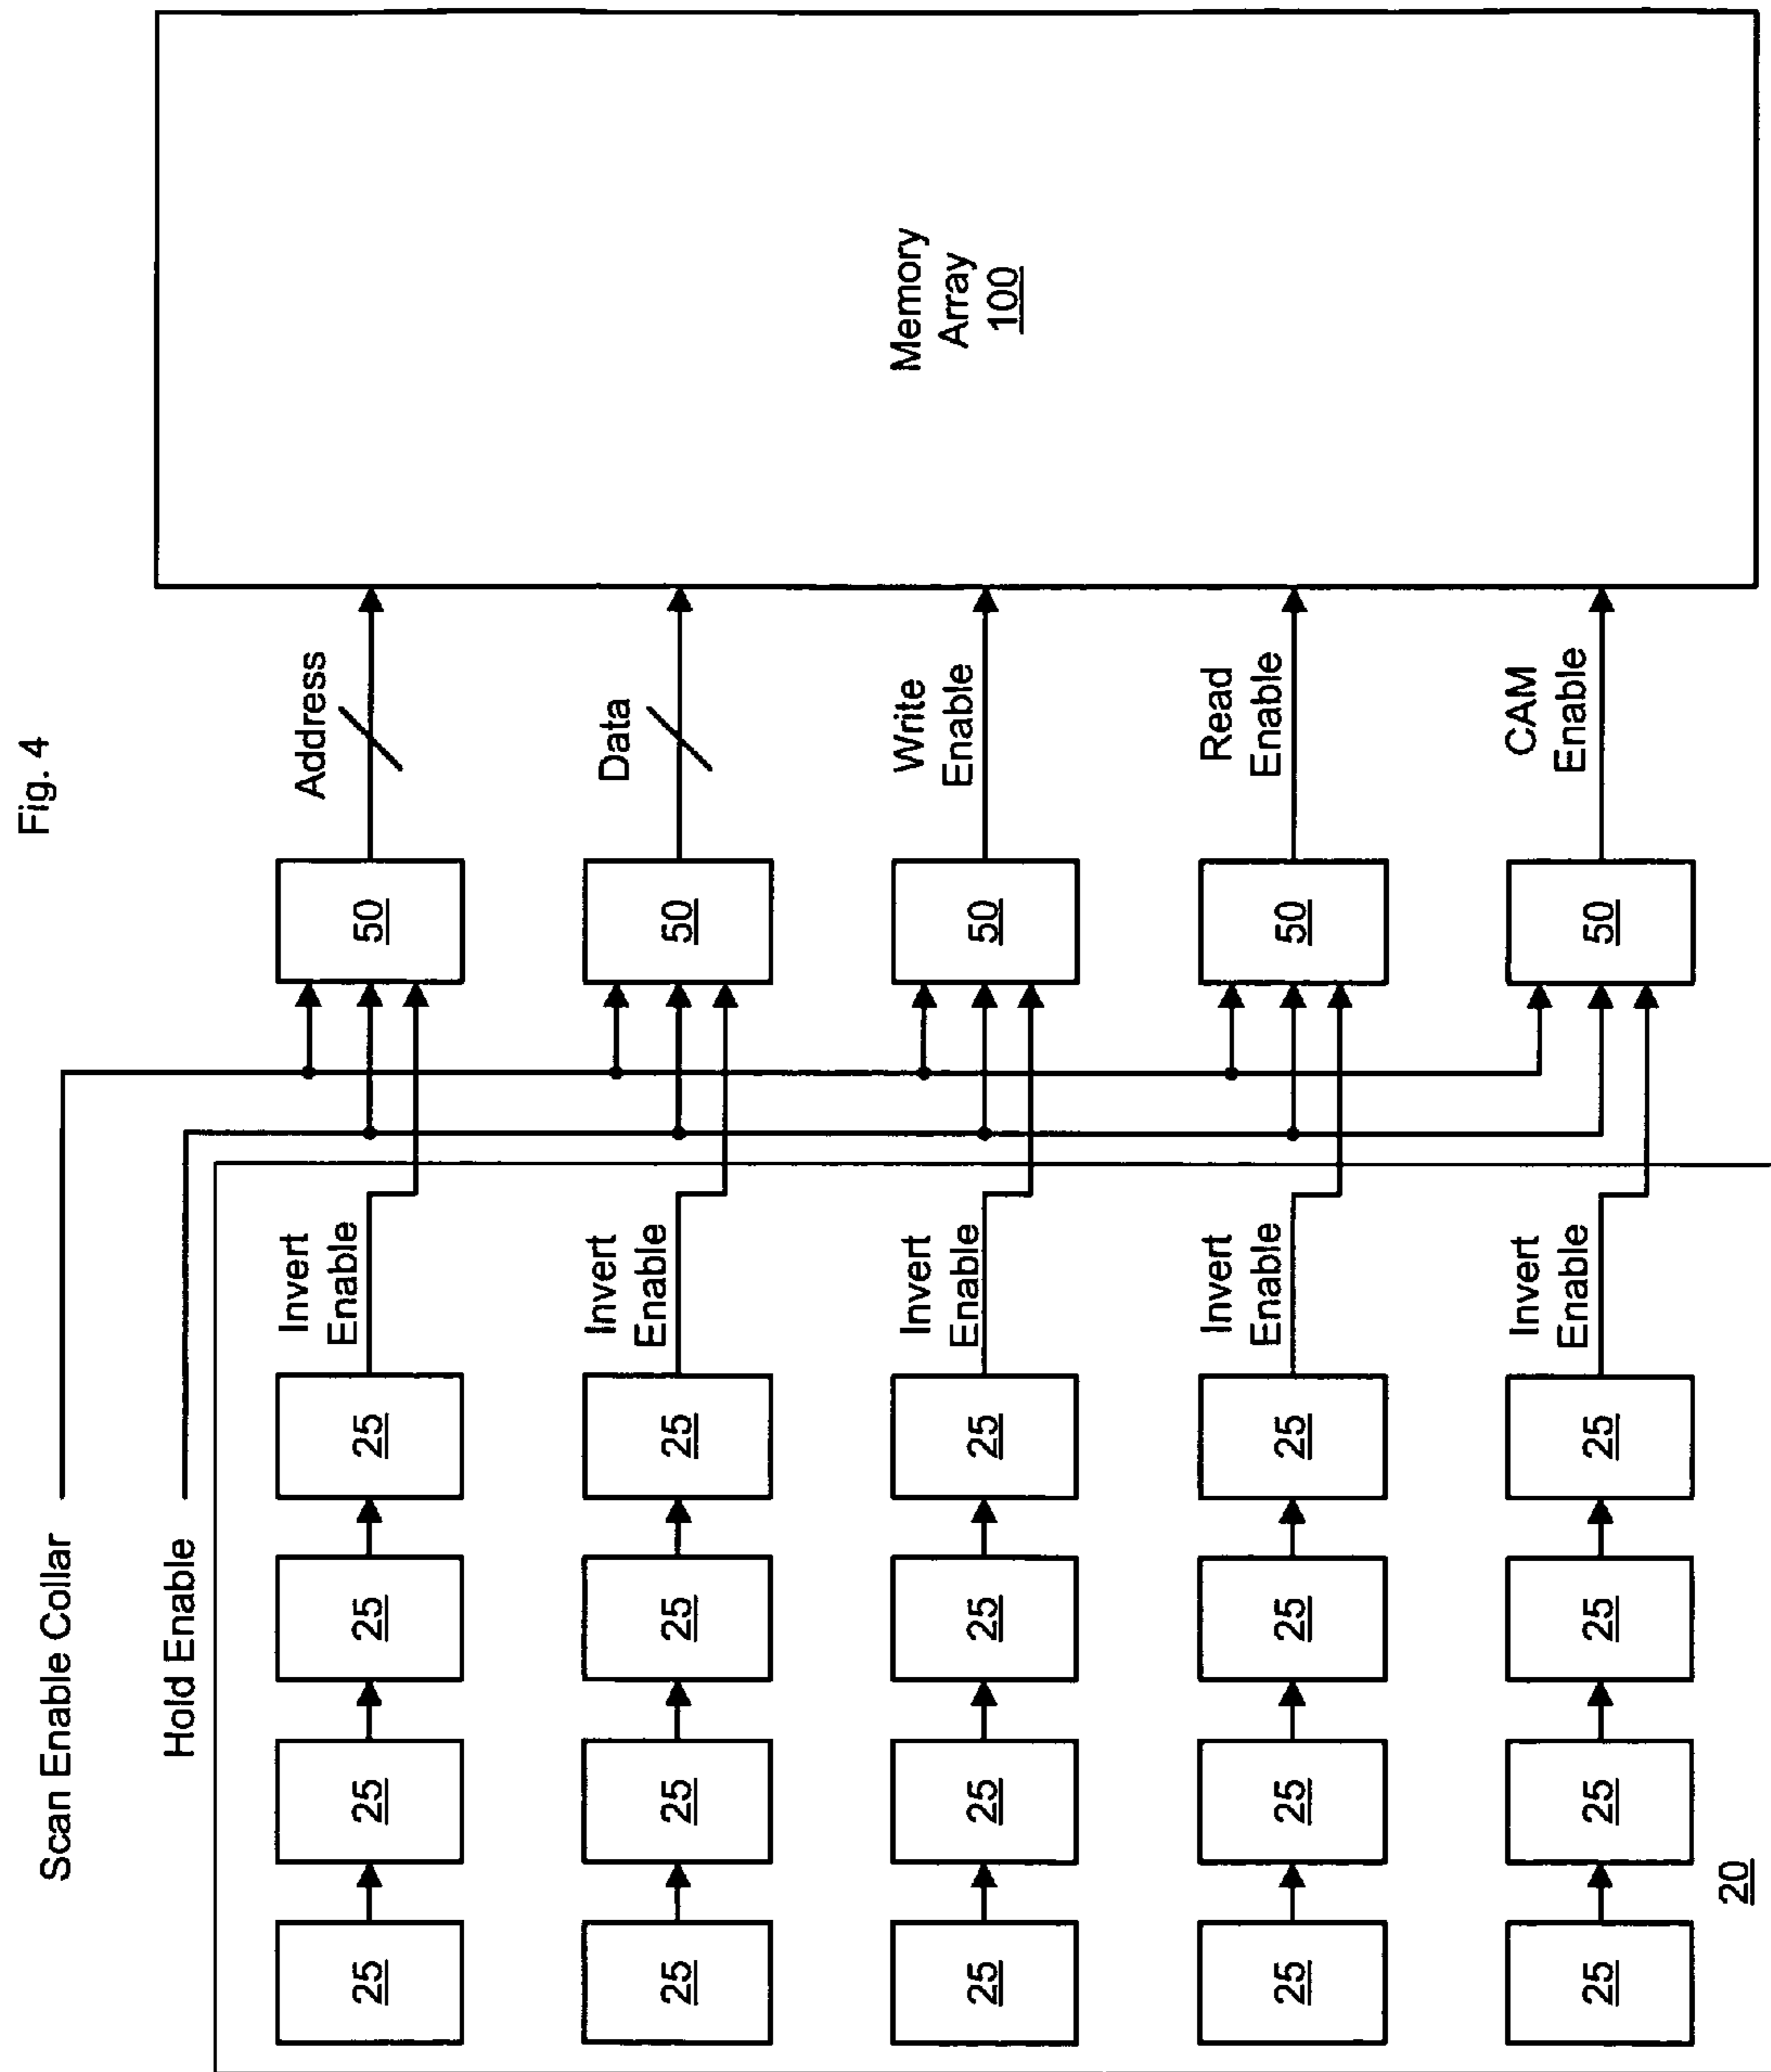 Fig. 4
Scan Enable Collar
Hold Enable
Invert
Enable
Address
25
25
25
25
50
Invert
Enable
Data
25
25
25
25
50
Invert
Enable
Write
Enable
25
25
25
25
50
Memory
Array
100
Invert
Enable
Read
Enable
25
25
25
25
50
Invert
Enable
CAM
Enable
25
25
25
25
50
20